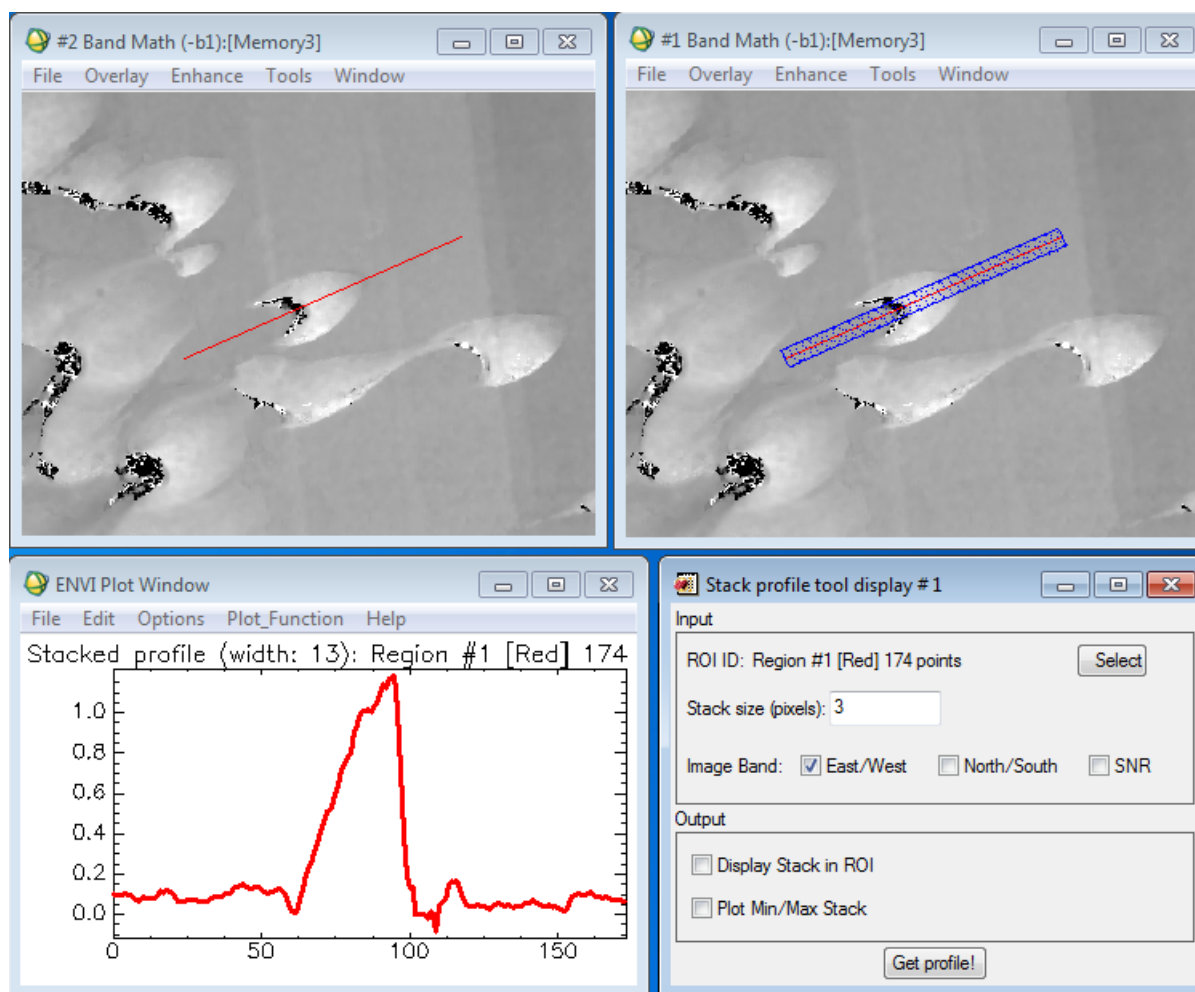 #2 Band Math (-b1):[Memory3]
File Overlay Enhance Tools Window
#1 Band Math (-b1):[Memory3]
File Overlay Enhance Tools Window
ENVI Plot Window
File Edit Options Plot_Function Help
Stacked profile (width: 13): Region #1 [Red] 174
1.0
0.8
0.6
0.4
0.2
0.0
0 50 100 150
Stack profile tool display # 1
Input
ROI ID: Region #1 [Red] 174 points Select
Stack size (pixels): 3
Image Band: East/West North/South SNR
Output
Display Stack in ROI
Plot Min/Max Stack
Get profile!